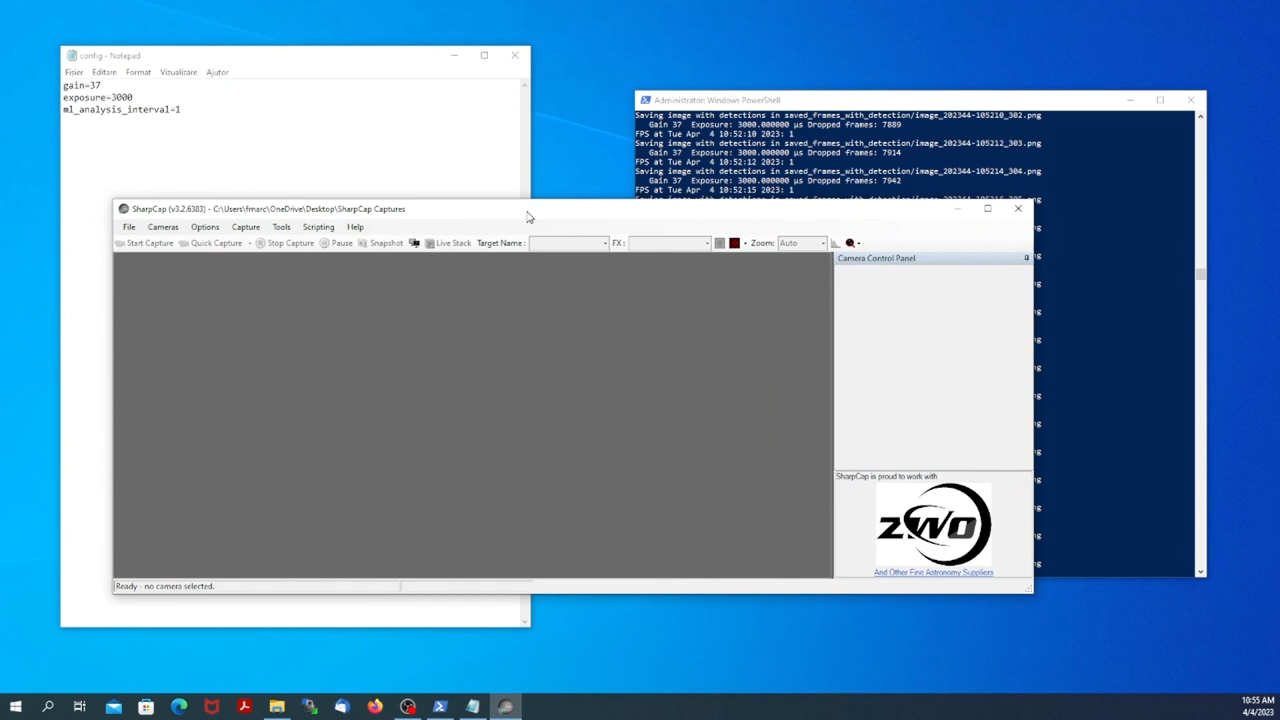 config - Notepad
Fișier Editare Format Vizualizare Ajutor
gain=37
exposure=3000
ml_analysis_interval=1
Administrator: Windows PowerShell
Saving image with detections in saved_frames_with_detection/image_202344-105210_302.png
Gain 37 Exposure: 3000.000000 µs Dropped frames: 7889
FPS at Tue Apr 4 10:52:10 2023: 1
Saving image with detections in saved_frames_with_detection/image_202344-105212_303.png
Gain 37 Exposure: 3000.000000 µs Dropped frames: 7914
FPS at Tue Apr 4 10:52:12 2023: 1
Saving image with detections in saved_frames_with_detection/image_202344-105214_304.png
Gain 37 Exposure: 3000.000000 µs Dropped frames: 7942
FPS at Tue Apr 4 10:52:15 2023: 1
SharpCap (v3.2.6383) - C:\Users\fmarc\OneDrive\Desktop\SharpCap Captures
File Cameras Options Capture Tools Scripting Help
Start Capture Quick Capture Stop Capture Pause Snapshot Live Stack Target Name : FX : Zoom: Auto
Camera Control Panel
SharpCap is proud to work with
ZWO
And Other Fine Astronomy Suppliers
Ready - no camera selected.
10:55 AM
4/4/2023